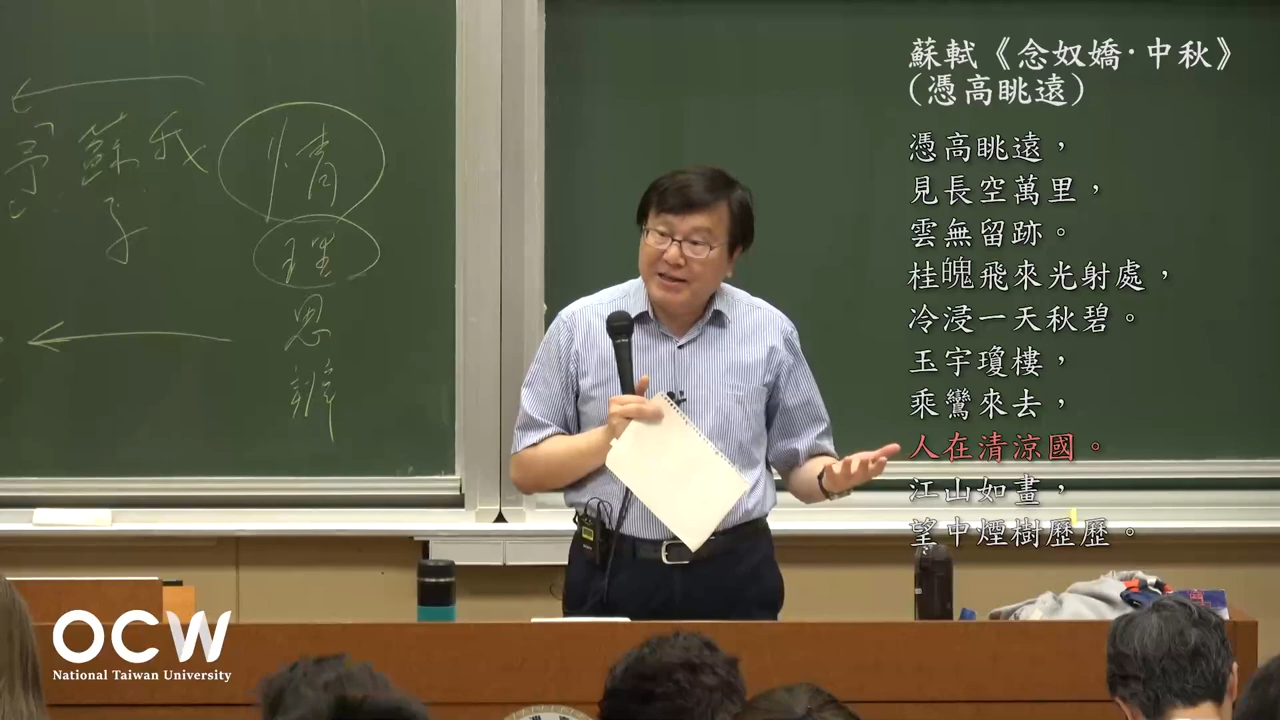 蘇軾《念奴嬌·中秋》
(憑高眺遠)
憑高眺遠，
見長空萬里，
雲無留跡。
桂魄飛來光射處，
冷浸一天秋碧。
玉宇瓊樓，
乘鸞來去，
人在清涼國。
江山如畫，
望中煙樹歷歷。
情
理
思
辨
我
蘇子
予
OCW
National Taiwan University